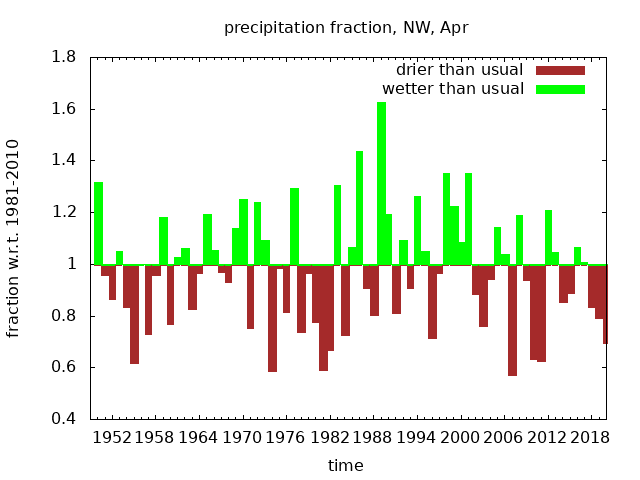 precipitation fraction, NW, Apr
drier than usual
wetter than usual
1.8
1.6
1.4
1.2
1
0.8
0.6
0.4
fraction w.r.t. 1981-2010
1952 1958 1964 1970 1976 1982 1988 1994 2000 2006 2012 2018
time